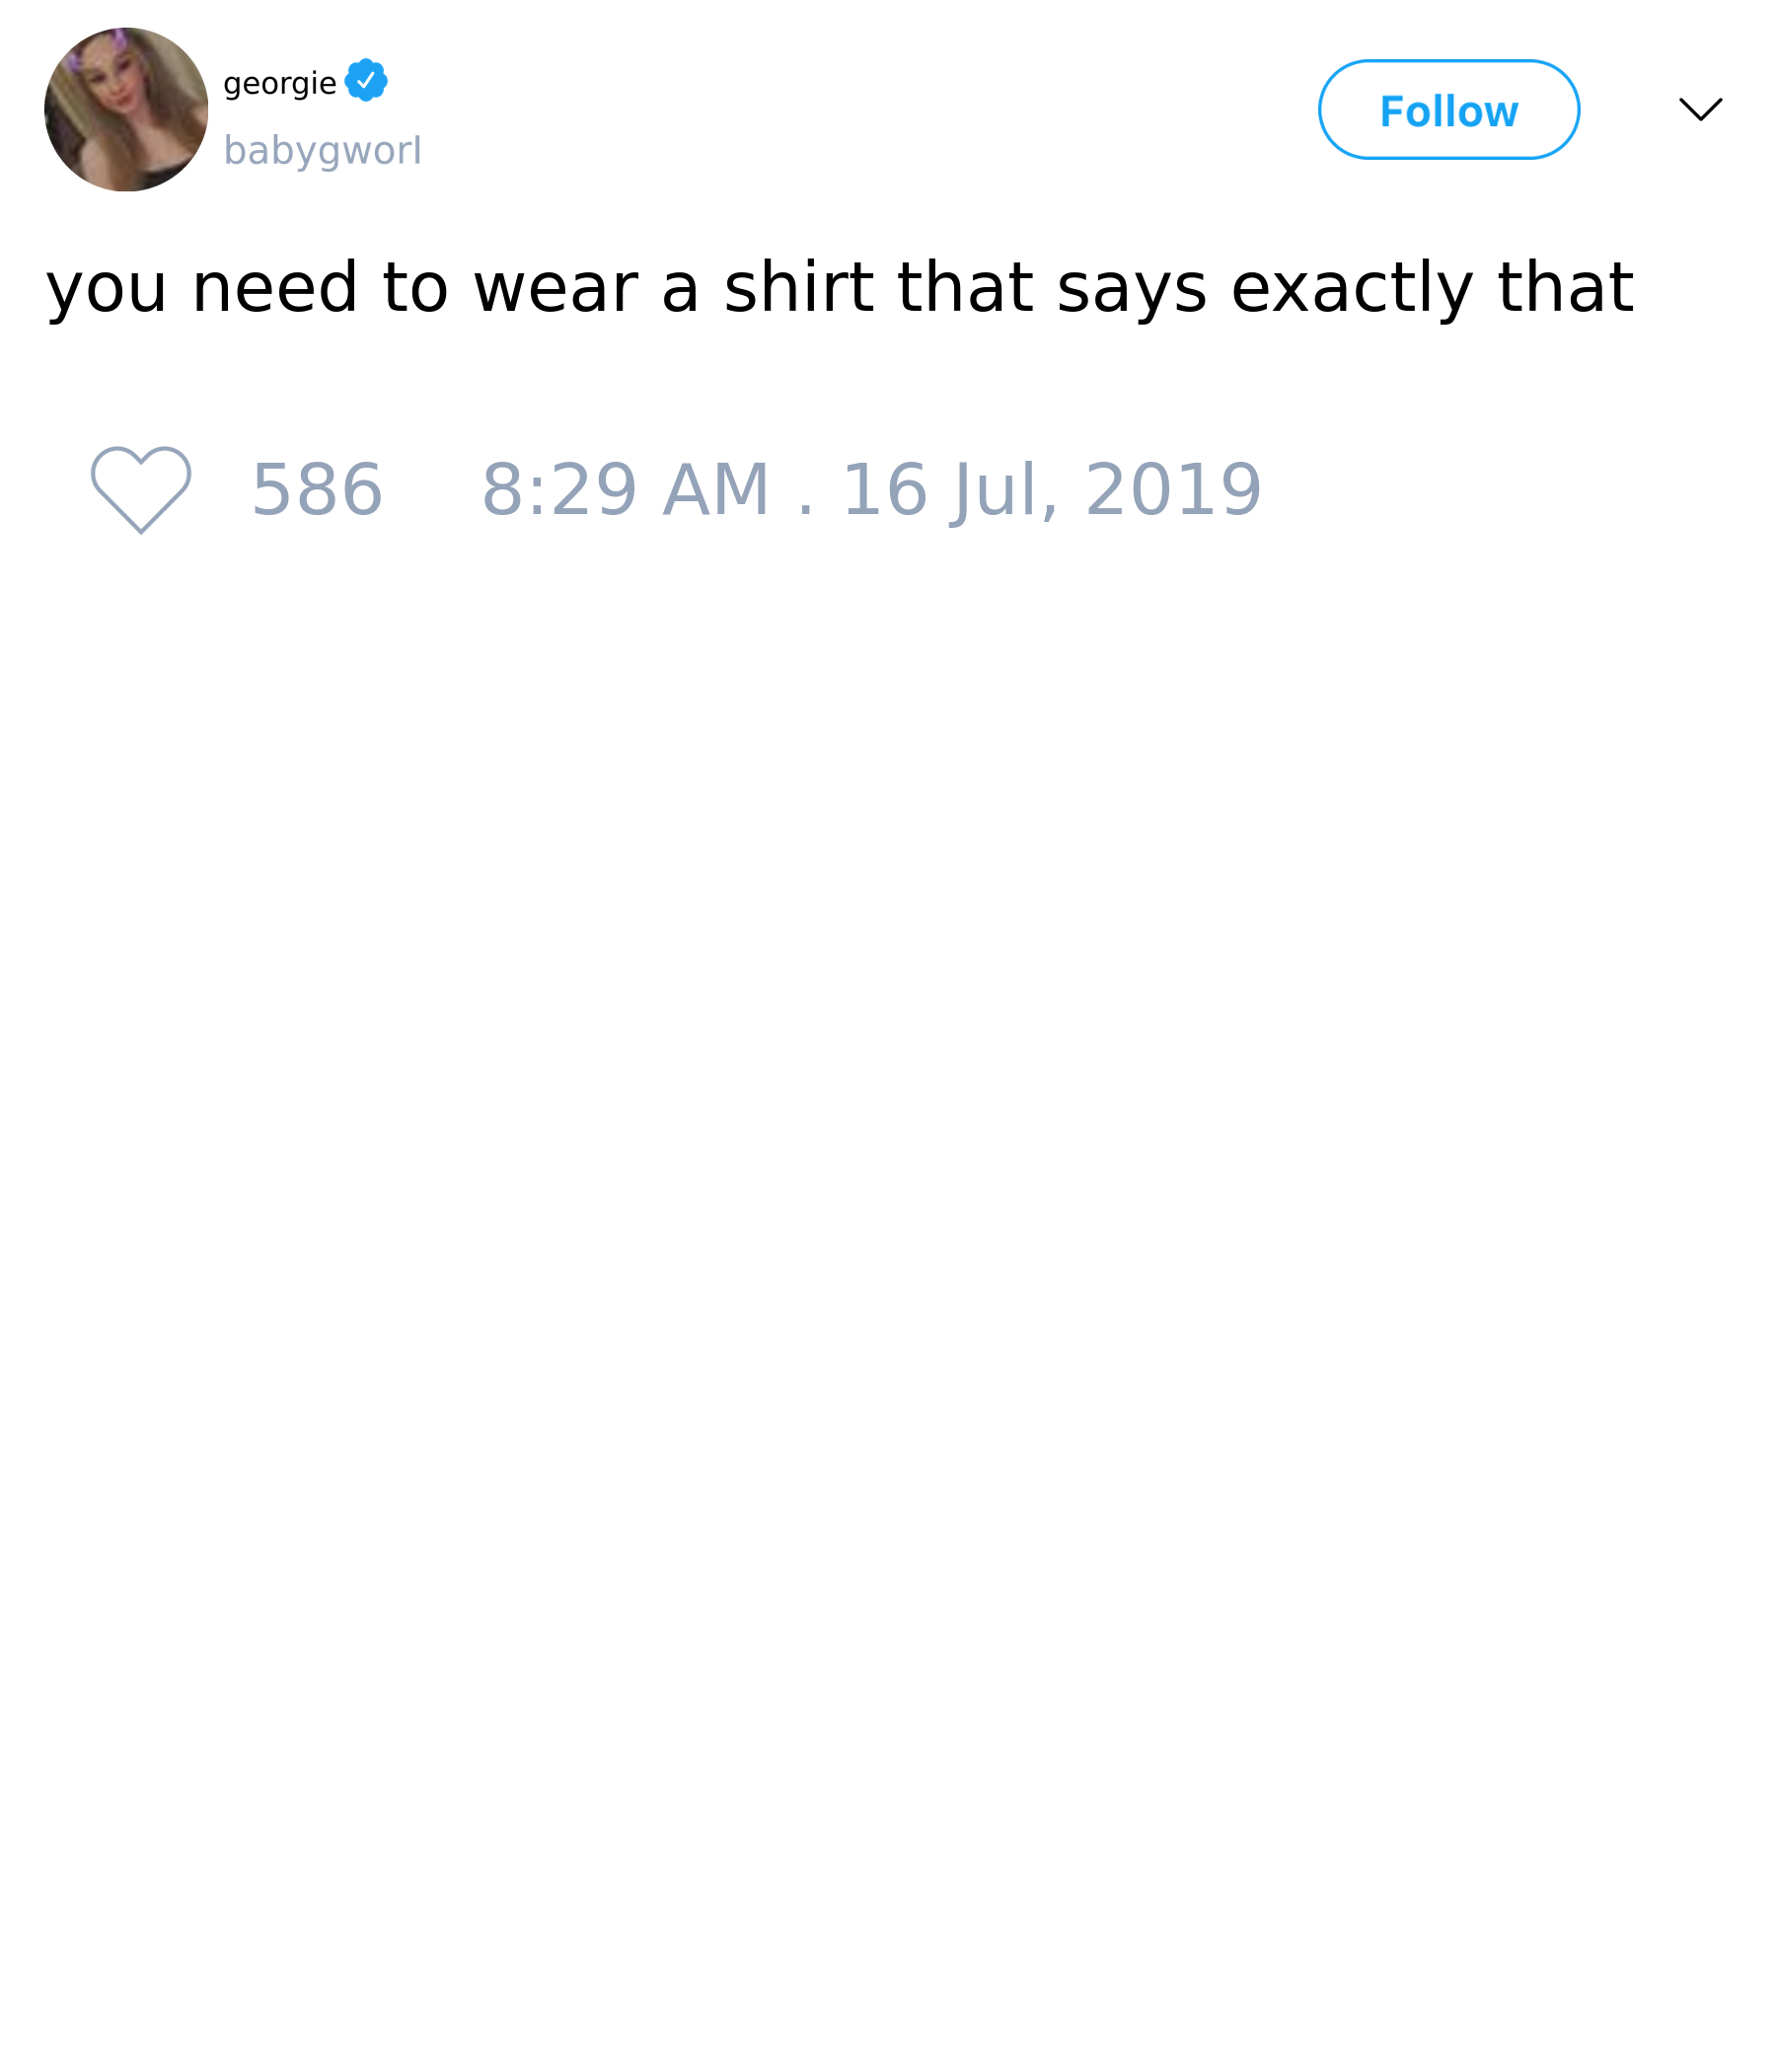 georgie
babygworl
Follow
you need to wear a shirt that says exactly that
586 8:29 AM . 16 Jul, 2019